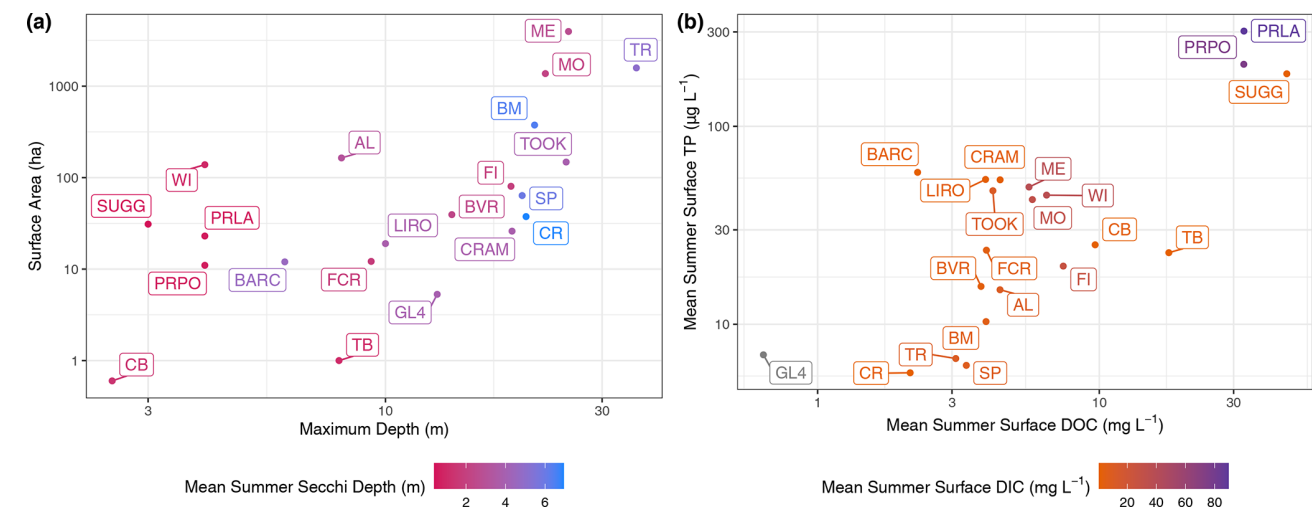 (a)
Surface Area (ha)
1000
100
10
1
ME
TR
MO
BM
AL
TOOK
WI
FI
SUGG
SP
PRLA
BVR
LIRO
CR
CRAM
PRPO
BARC
FCR
GL4
TB
CB
3
10
30
Maximum Depth (m)
Mean Summer Secchi Depth (m)
2
4
6
(b)
Mean Summer Surface TP (µg L⁻¹)
300
100
30
10
PRLA
PRPO
SUGG
BARC
CRAM
ME
LIRO
WI
TOOK
MO
CB
TB
BVR
FCR
FI
AL
BM
TR
GL4
CR
SP
1
3
10
30
Mean Summer Surface DOC (mg L⁻¹)
Mean Summer Surface DIC (mg L⁻¹)
20
40
60
80